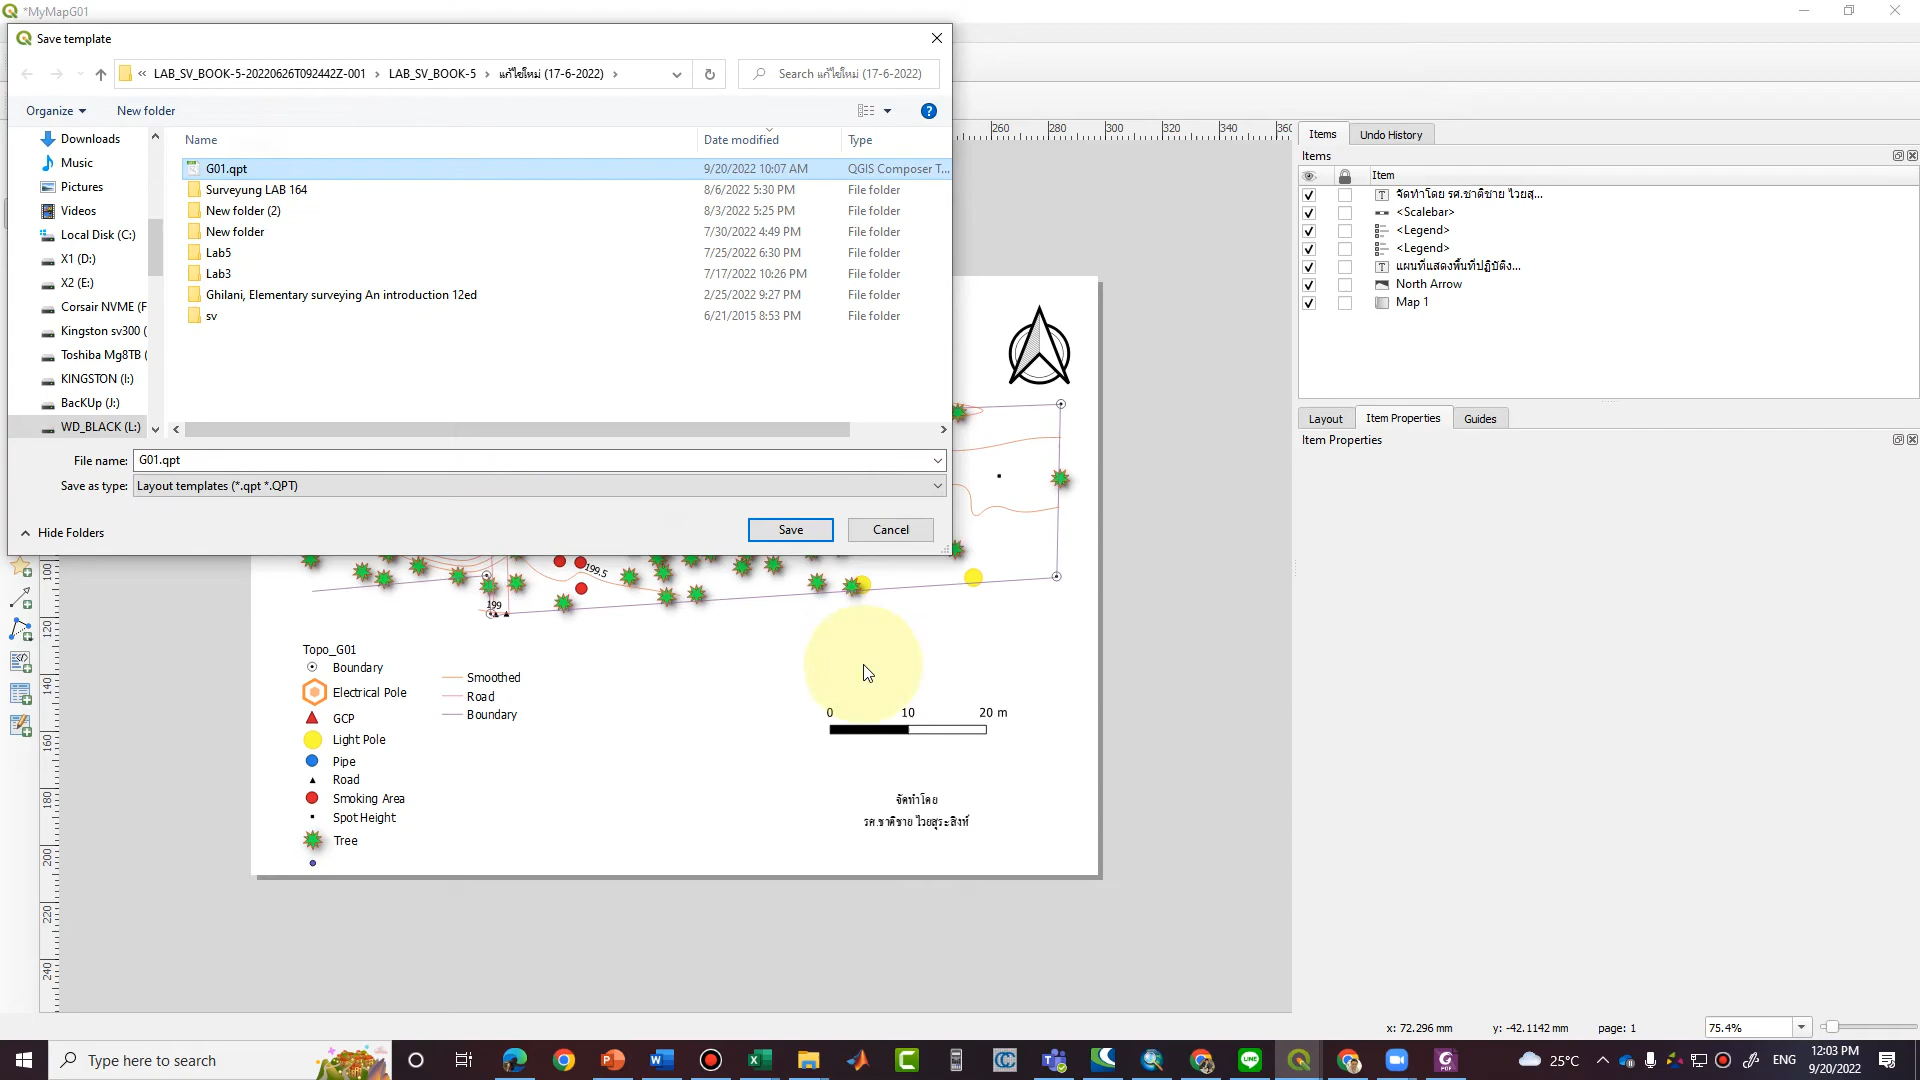 *MyMapG01
Save template
« LAB_SV_BOOK-5-20220626T092442Z-001 › LAB_SV_BOOK-5 › แก้ไขใหม่ (17-6-2022) ›
Search แก้ไขใหม่ (17-6-2022)
Organize
New folder
Downloads
Music
Pictures
Videos
Local Disk (C:)
X1 (D:)
X2 (E:)
Corsair NVME (F
Kingston sv300 (
Toshiba Mg8TB (
KINGSTON (I:)
BacKUp (J:)
WD_BLACK (L:)
Name Date modified Type
G01.qpt 9/20/2022 10:07 AM QGIS Composer T...
Surveyung LAB 164 8/6/2022 5:30 PM File folder
New folder (2) 8/3/2022 5:25 PM File folder
New folder 7/30/2022 4:49 PM File folder
Lab5 7/25/2022 6:30 PM File folder
Lab3 7/17/2022 10:26 PM File folder
Ghilani, Elementary surveying An introduction 12ed 2/25/2022 9:27 PM File folder
sv 6/21/2015 8:53 PM File folder
File name: G01.qpt
Save as type: Layout templates (*.qpt *.QPT)
Hide Folders
Save
Cancel
260 280 300 320 340 360
100
120
140
160
180
200
220
240
199.5
199
Topo_G01
Boundary
Electrical Pole
GCP
Light Pole
Pipe
Road
Smoking Area
Spot Height
Tree
Smoothed
Road
Boundary
0 10 20 m
จัดทำโดย
รศ.ชาติชาย ไวยสุระสิงห์
Items
Undo History
Items
Item
จัดทำโดย รศ.ชาติชาย ไวยสุ...
<Scalebar>
<Legend>
<Legend>
แผนที่แสดงพื้นที่ปฏิบัติง...
North Arrow
Map 1
Layout
Item Properties
Guides
Item Properties
x: 72.296 mm y: -42.1142 mm page: 1 75.4%
Type here to search
25°C
ENG
12:03 PM
9/20/2022